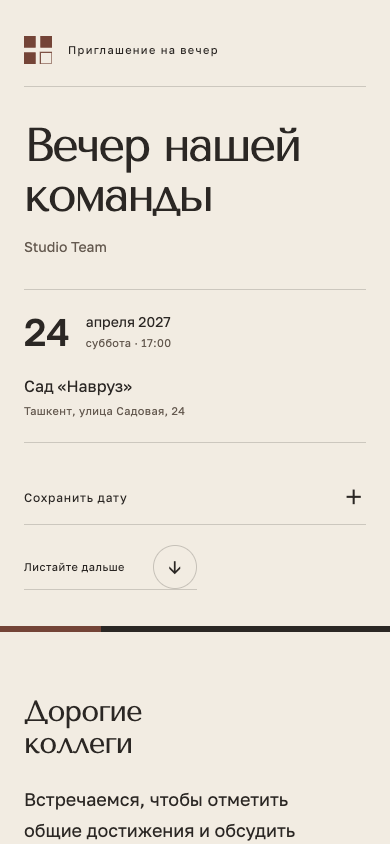 Приглашение на вечер
Вечер нашей
команды
Studio Team
24
апреля 2027
суббота · 17:00
Сад «Навруз»
Ташкент, улица Садовая, 24
Сохранить дату
+
Листайте дальше
↓
Дорогие
коллеги
Встречаемся, чтобы отметить
общие достижения и обсудить